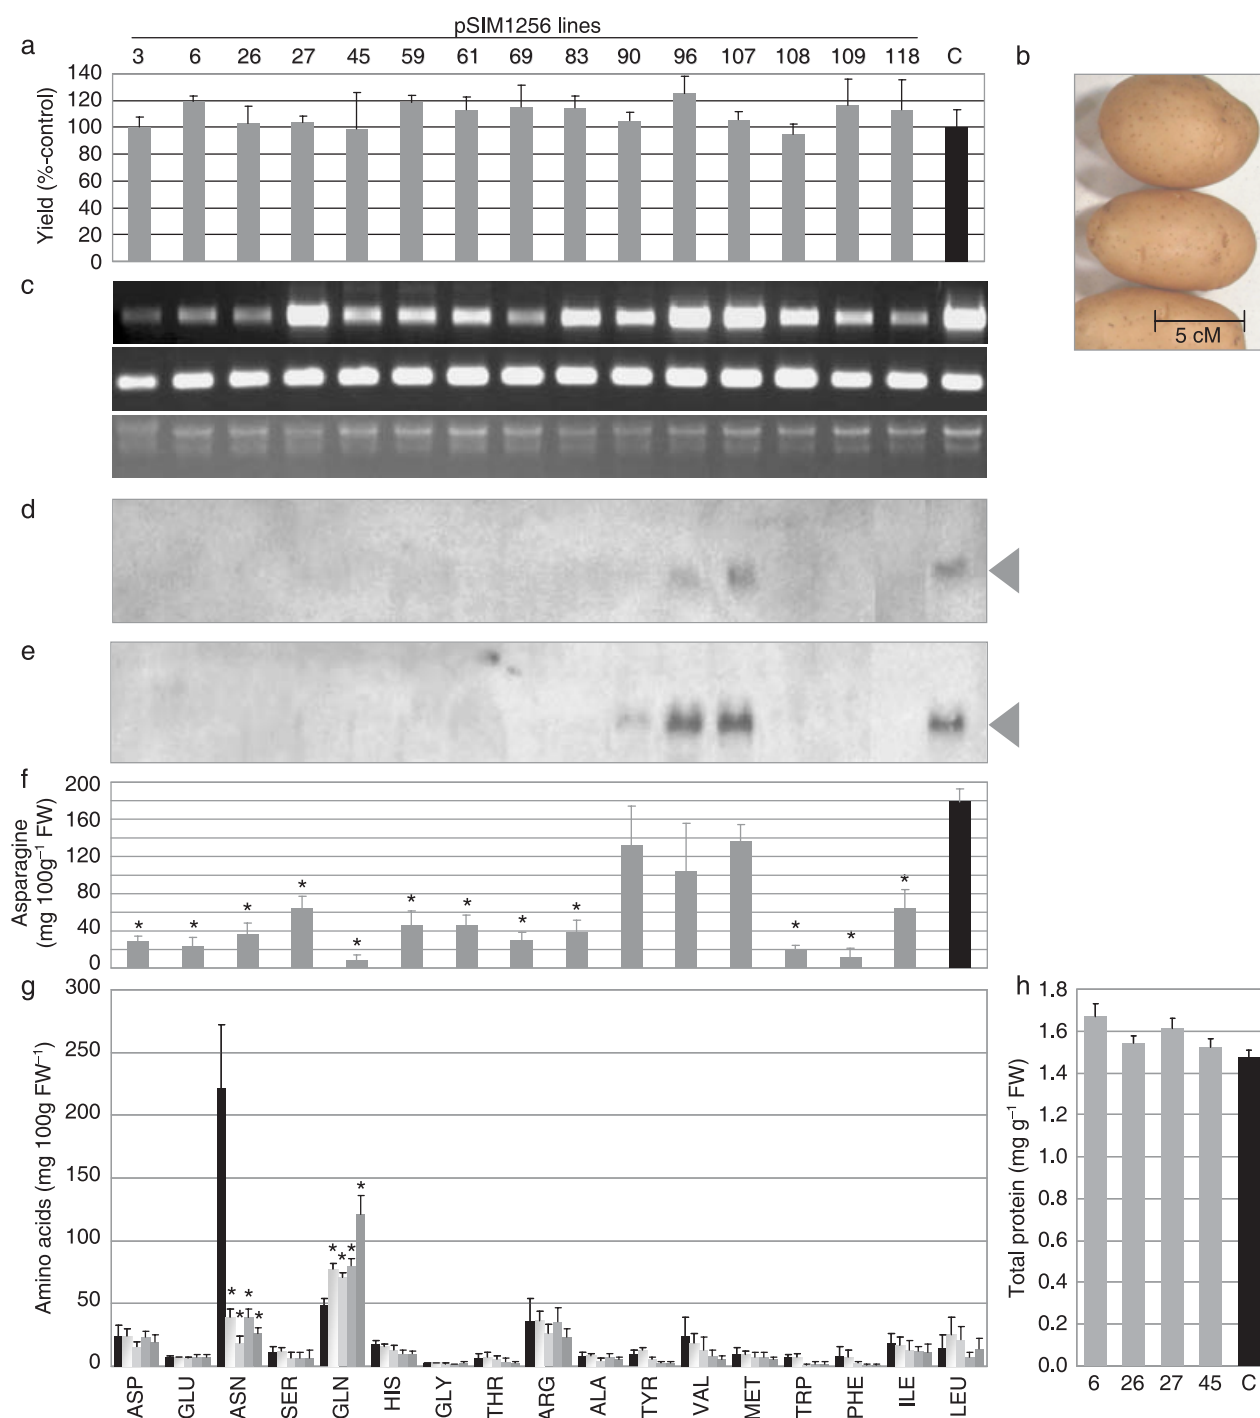 pSIM1256 lines
a 3 6 26 27 45 59 61 69 83 90 96 107 108 109 118 C b
140
120
100
80
60
40
20
0
Yield (%-control)
5 cM
c
d
e
f
200
160
120
80
40
0
Asparagine
(mg 100g⁻¹ FW)
* * * * * * * * * * * *
g
300
250
200
150
100
50
0
Amino acids (mg 100g FW⁻¹)
* * * * * * * *
ASP GLU ASN SER GLN HIS GLY THR ARG ALA TYR VAL MET TRP PHE ILE LEU
h
1.8
1.6
1.4
1.2
1.0
0.8
0.6
0.4
0.2
0.0
Total protein (mg g⁻¹ FW)
6 26 27 45 C